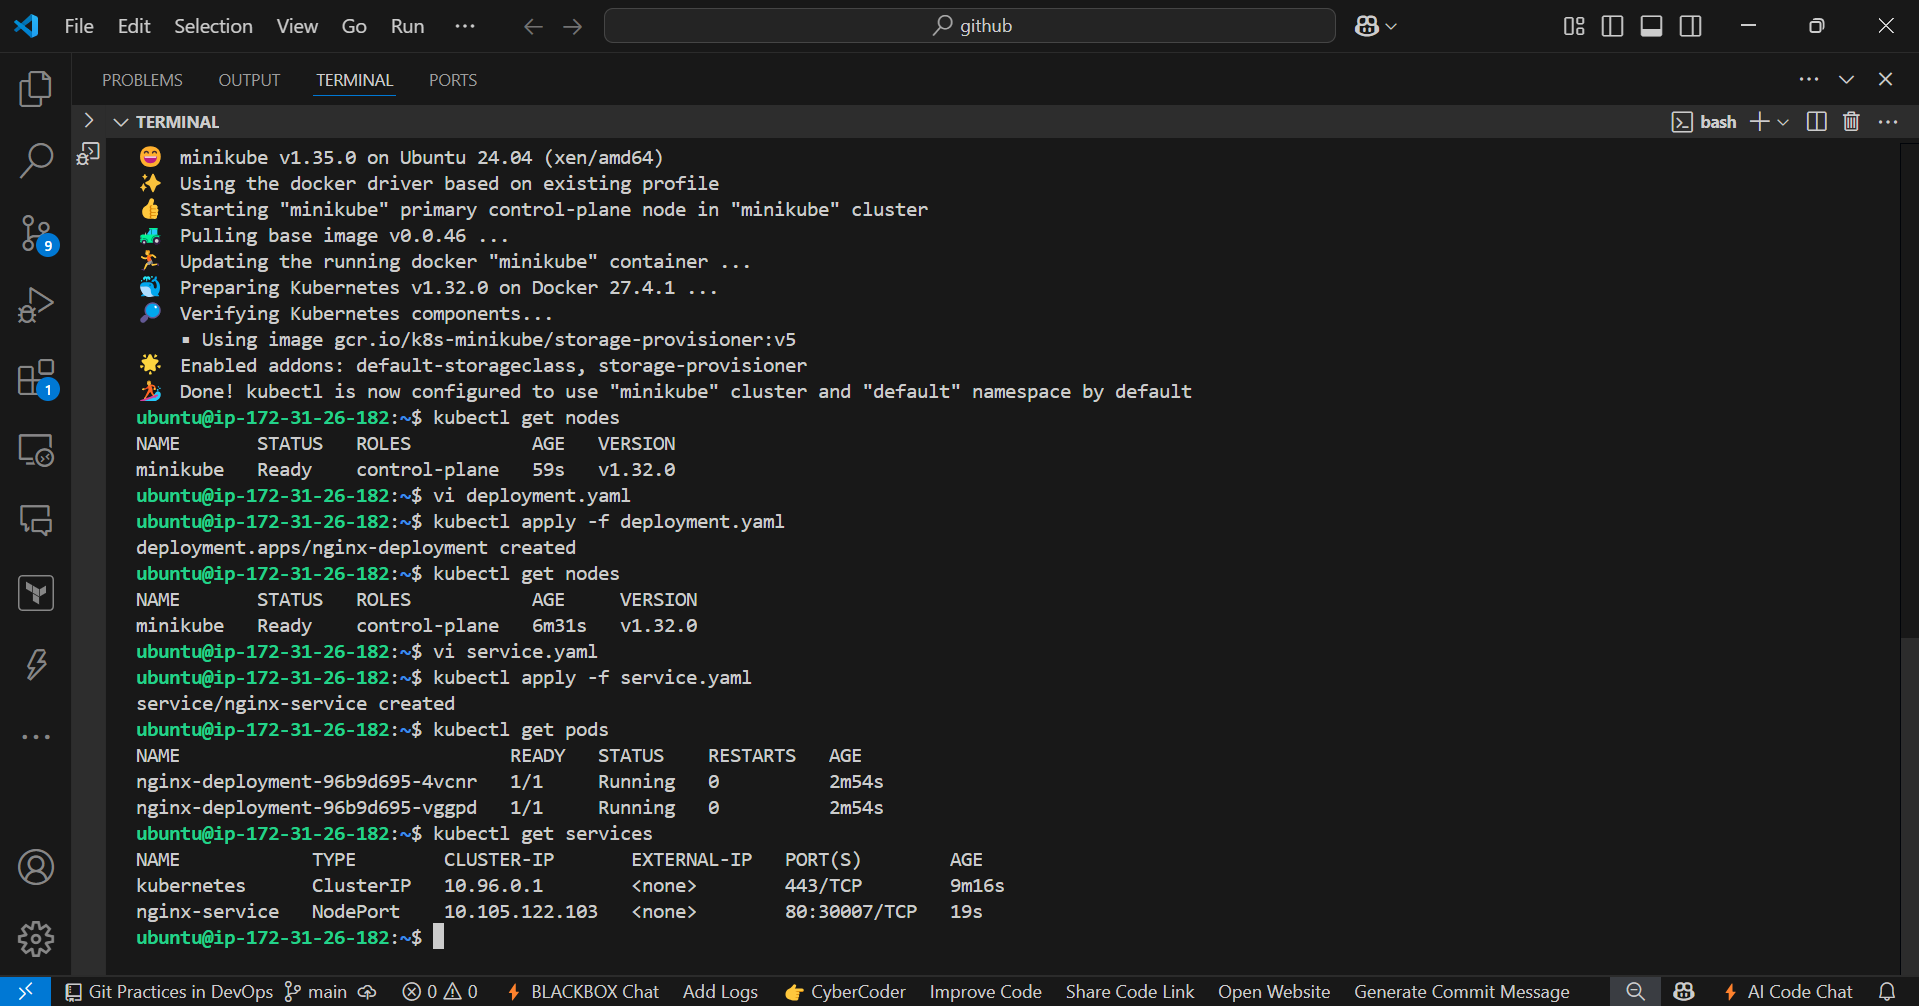 File Edit Selection View Go Run ··· github
PROBLEMS OUTPUT TERMINAL PORTS
TERMINAL bash
minikube v1.35.0 on Ubuntu 24.04 (xen/amd64)
Using the docker driver based on existing profile
Starting "minikube" primary control-plane node in "minikube" cluster
Pulling base image v0.0.46 ...
Updating the running docker "minikube" container ...
9
Preparing Kubernetes v1.32.0 on Docker 27.4.1 ...
Verifying Kubernetes components...
▪ Using image gcr.io/k8s-minikube/storage-provisioner:v5
Enabled addons: default-storageclass, storage-provisioner
1
Done! kubectl is now configured to use "minikube" cluster and "default" namespace by default
ubuntu@ip-172-31-26-182:~$ kubectl get nodes
NAME STATUS ROLES AGE VERSION
minikube Ready control-plane 59s v1.32.0
ubuntu@ip-172-31-26-182:~$ vi deployment.yaml
ubuntu@ip-172-31-26-182:~$ kubectl apply -f deployment.yaml
deployment.apps/nginx-deployment created
ubuntu@ip-172-31-26-182:~$ kubectl get nodes
NAME STATUS ROLES AGE VERSION
minikube Ready control-plane 6m31s v1.32.0
ubuntu@ip-172-31-26-182:~$ vi service.yaml
ubuntu@ip-172-31-26-182:~$ kubectl apply -f service.yaml
service/nginx-service created
ubuntu@ip-172-31-26-182:~$ kubectl get pods
NAME READY STATUS RESTARTS AGE
nginx-deployment-96b9d695-4vcnr 1/1 Running 0 2m54s
nginx-deployment-96b9d695-vggpd 1/1 Running 0 2m54s
ubuntu@ip-172-31-26-182:~$ kubectl get services
NAME TYPE CLUSTER-IP EXTERNAL-IP PORT(S) AGE
kubernetes ClusterIP 10.96.0.1 <none> 443/TCP 9m16s
nginx-service NodePort 10.105.122.103 <none> 80:30007/TCP 19s
ubuntu@ip-172-31-26-182:~$
Git Practices in DevOps main 0 0 BLACKBOX Chat Add Logs CyberCoder Improve Code Share Code Link Open Website Generate Commit Message AI Code Chat